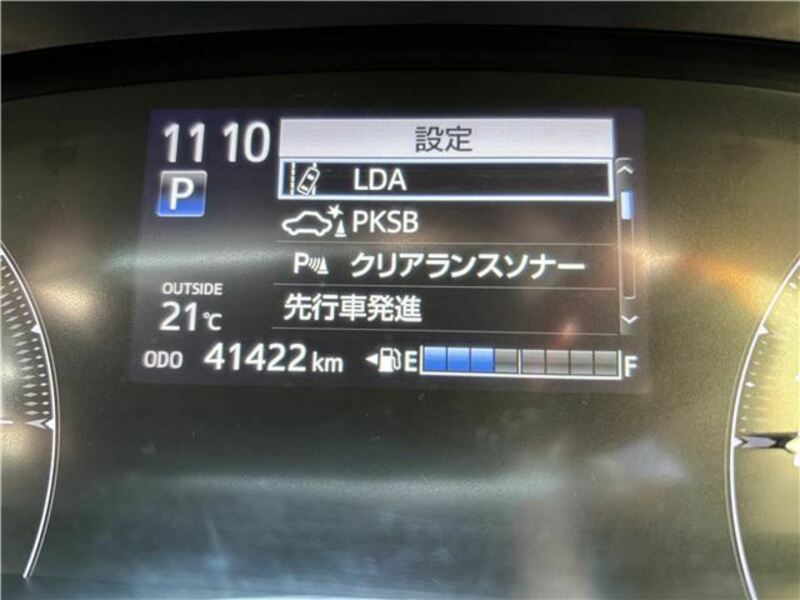 11 10
設定
LDA
P
PKSB
P クリアランスソナー
OUTSIDE
21℃
先行車発進
ODO 41422 km
E F